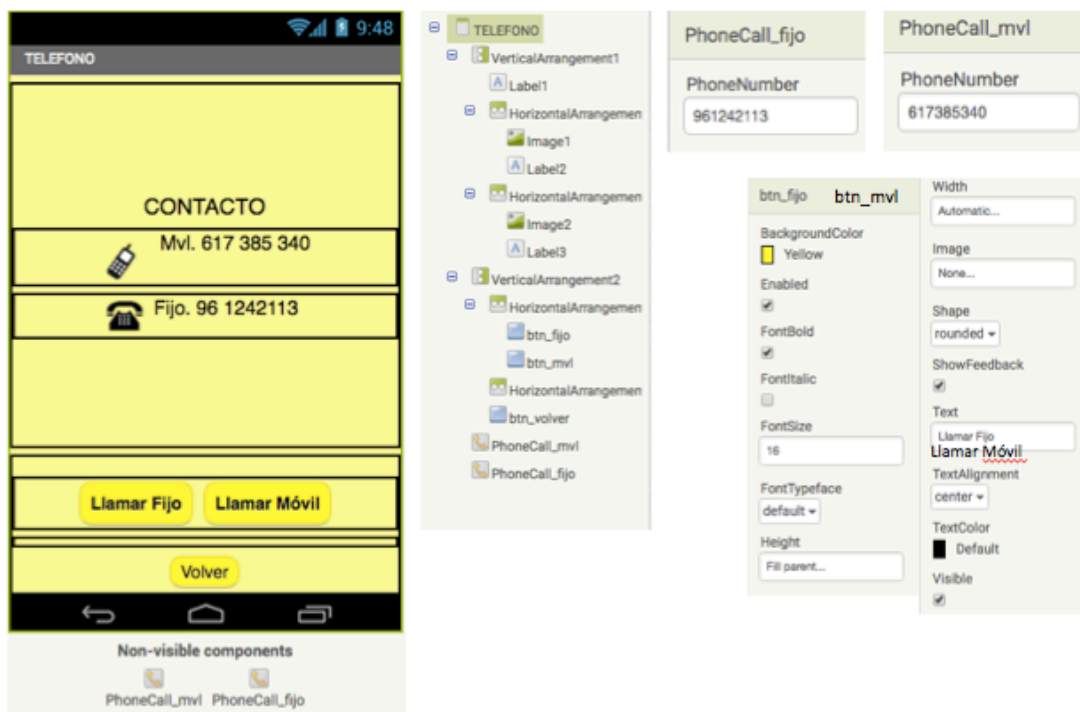 9:48
TELEFONO
CONTACTO
Mvl. 617 385 340
Fijo. 96 1242113
Llamar Fijo
Llamar Móvil
Volver
Non-visible components
PhoneCall_mvl
PhoneCall_fijo
TELEFONO
VerticalArrangement1
Label1
HorizontalArrangemen
Image1
Label2
HorizontalArrangemen
Image2
Label3
VerticalArrangement2
HorizontalArrangemen
btn_fijo
btn_mvl
HorizontalArrangemen
btn_volver
PhoneCall_mvl
PhoneCall_fijo
PhoneCall_fijo
PhoneNumber
961242113
PhoneCall_mvl
PhoneNumber
617385340
btn_fijo
btn_mvl
BackgroundColor
Yellow
Enabled
FontBold
FontItalic
FontSize
16
FontTypeface
default
Height
Fill parent...
Width
Automatic...
Image
None...
Shape
rounded
ShowFeedback
Text
Llamar Fijo
Llamar Móvil
TextAlignment
center
TextColor
Default
Visible